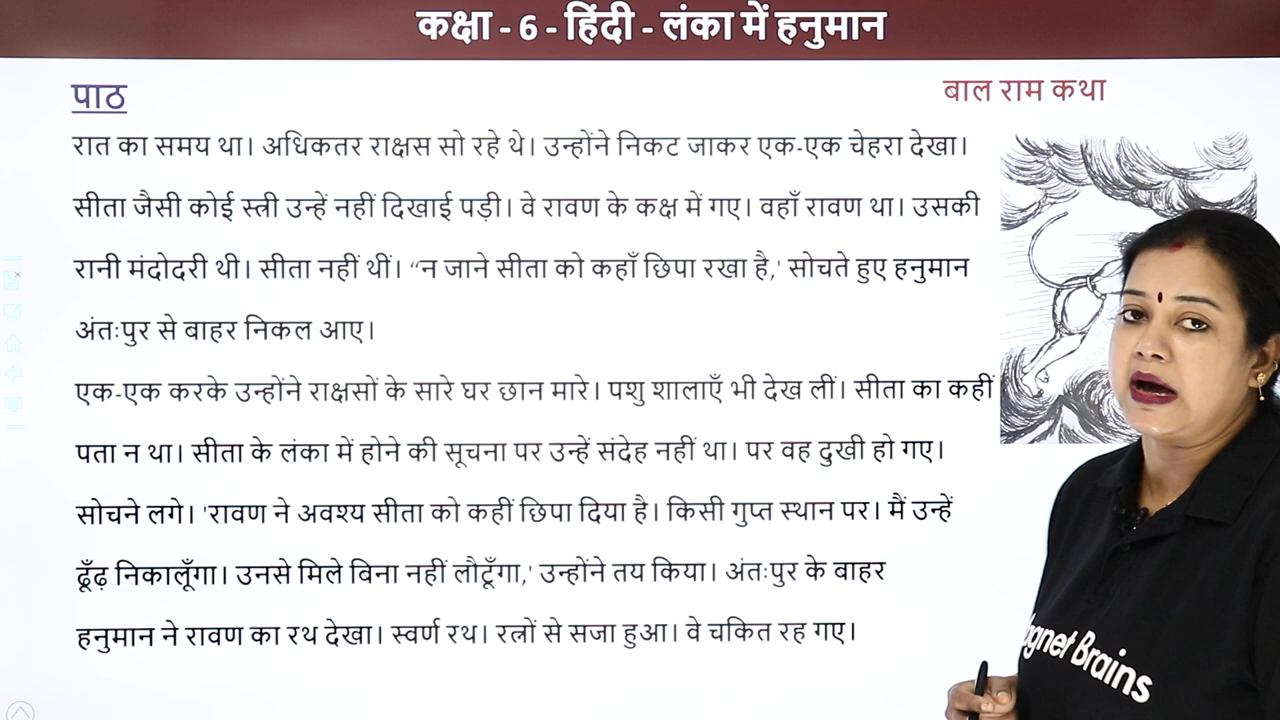 कक्षा - 6 - हिंदी - लंका में हनुमान
पाठ
बाल राम कथा
रात का समय था। अधिकतर राक्षस सो रहे थे। उन्होंने निकट जाकर एक-एक चेहरा देखा।
सीता जैसी कोई स्त्री उन्हें नहीं दिखाई पड़ी। वे रावण के कक्ष में गए। वहाँ रावण था। उसकी
रानी मंदोदरी थी। सीता नहीं थीं। “न जाने सीता को कहाँ छिपा रखा है,' सोचते हुए हनुमान
अंतःपुर से बाहर निकल आए।
एक-एक करके उन्होंने राक्षसों के सारे घर छान मारे। पशु शालाएँ भी देख लीं। सीता का कहीं
पता न था। सीता के लंका में होने की सूचना पर उन्हें संदेह नहीं था। पर वह दुखी हो गए।
सोचने लगे। 'रावण ने अवश्य सीता को कहीं छिपा दिया है। किसी गुप्त स्थान पर। मैं उन्हें
ढूँढ़ निकालूँगा। उनसे मिले बिना नहीं लौटूँगा,' उन्होंने तय किया। अंतःपुर के बाहर
हनुमान ने रावण का रथ देखा। स्वर्ण रथ। रत्नों से सजा हुआ। वे चकित रह गए।
Brains